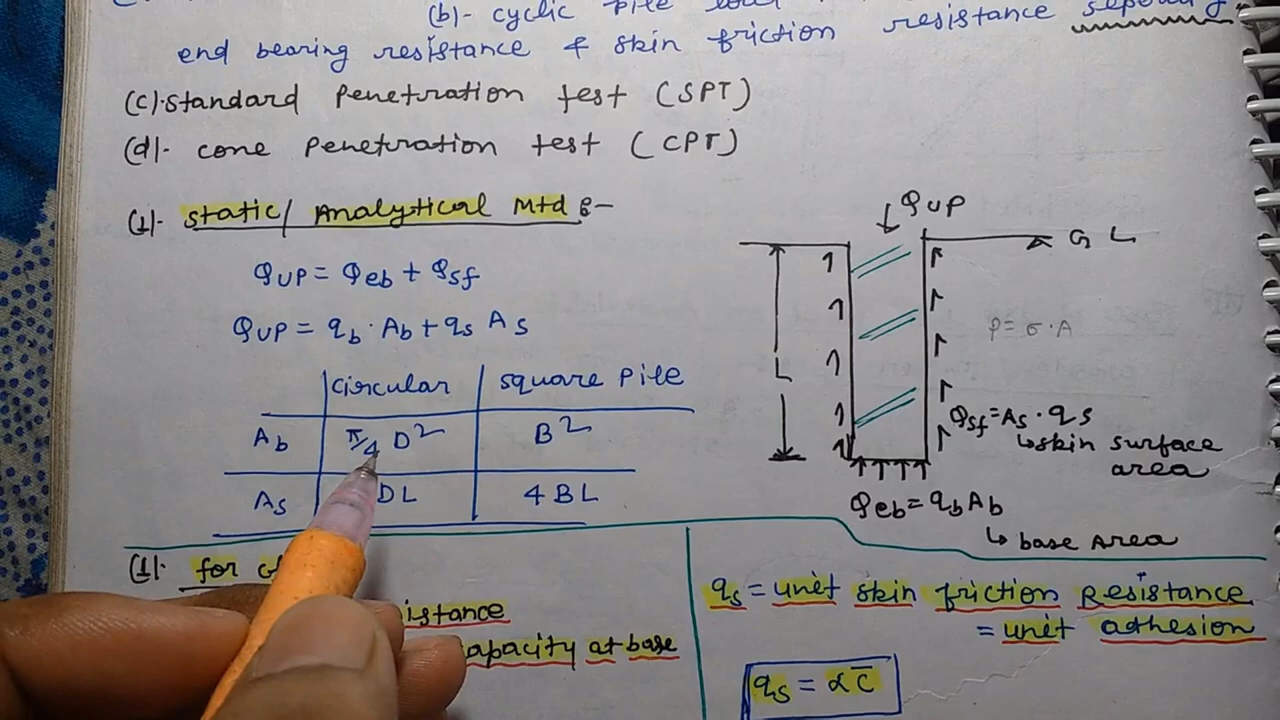 (b)- cyclic pile
end bearing resistance & skin friction resistance
(c)·standard Penetration test (SPT)
(d)· cone Penetration test (CPT)
(1)· static/ Analytical Mtd :-
QUP = Qeb + Qsf
QUP = qb · Ab + qs As
circular | square Pile
Ab | π/4 D² | B²
As | DL | 4BL
QUP
G L
L
P = σ·A
Qsf = As · qs
↳ skin surface
area
Qeb = qb Ab
↳ base Area
(1)· for
istance
apacity at base
qs = unit skin friction Resistance
= unit adhesion
qs = α c̄